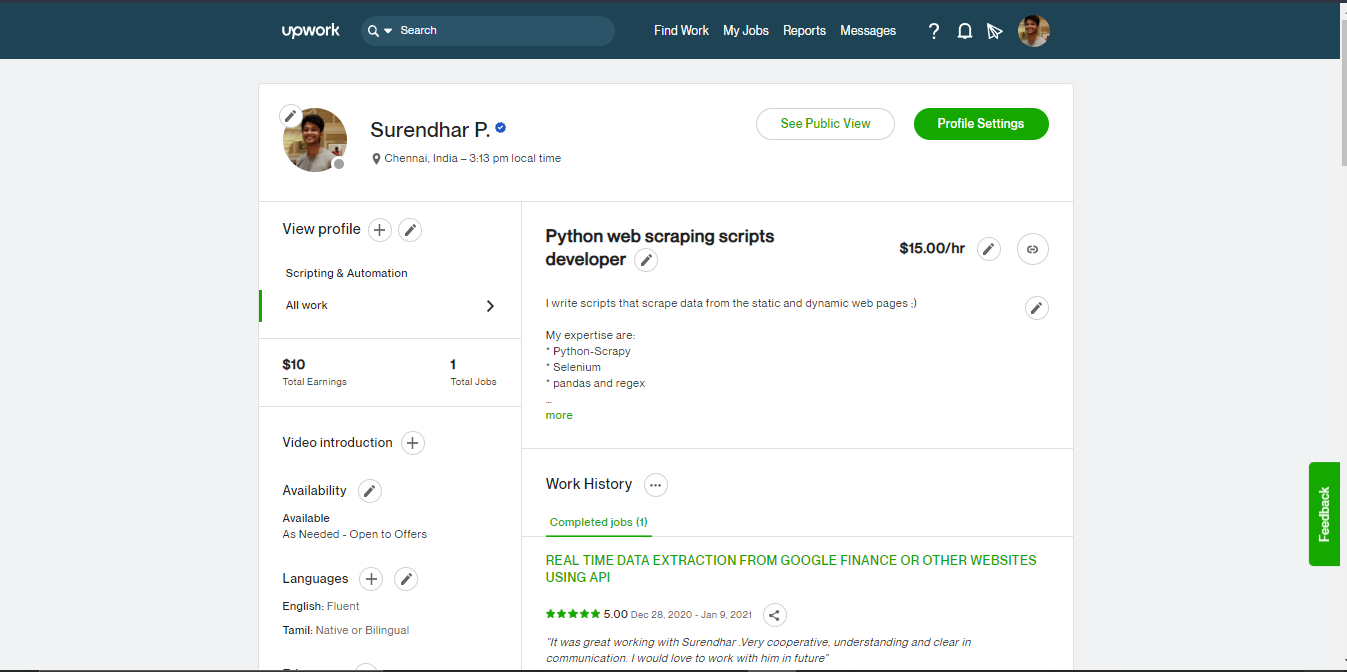 upwork
Search
Find Work
My Jobs
Reports
Messages
?
Surendhar P.
Chennai, India – 3:13 pm local time
See Public View
Profile Settings
View profile
Scripting & Automation
All work
$10
Total Earnings
1
Total Jobs
Video introduction
Availability
Available
As Needed - Open to Offers
Languages
English: Fluent
Tamil: Native or Bilingual
Python web scraping scripts
developer
$15.00/hr
I write scripts that scrape data from the static and dynamic web pages ;)
My expertise are:
* Python-Scrapy
* Selenium
* pandas and regex
...
more
Work History
Completed jobs (1)
REAL TIME DATA EXTRACTION FROM GOOGLE FINANCE OR OTHER WEBSITES
USING API
5.00 Dec 28, 2020 - Jan 9, 2021
"It was great working with Surendhar .Very cooperative, understanding and clear in
communication. I would love to work with him in future"
Feedback